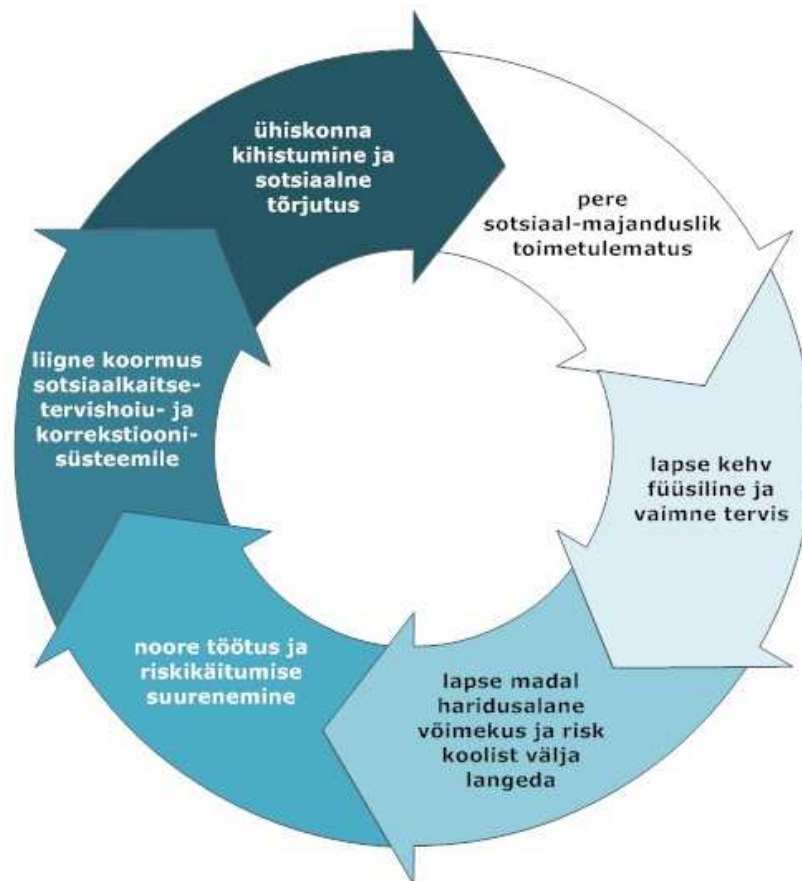 ühiskonna
kihistumine ja
sotsiaalne
tõrjutus
pere
sotsiaal-majanduslik
toimetulematus
lapse kehv
füüsiline ja
vaimne tervis
lapse madal
haridusalane
võimekus ja risk
koolist välja
langeda
noore töötus ja
riskikäitumise
suurenemine
liigne koormus
sotsiaalkaitse-
tervishoiu- ja
korrekstiooni-
süsteemile